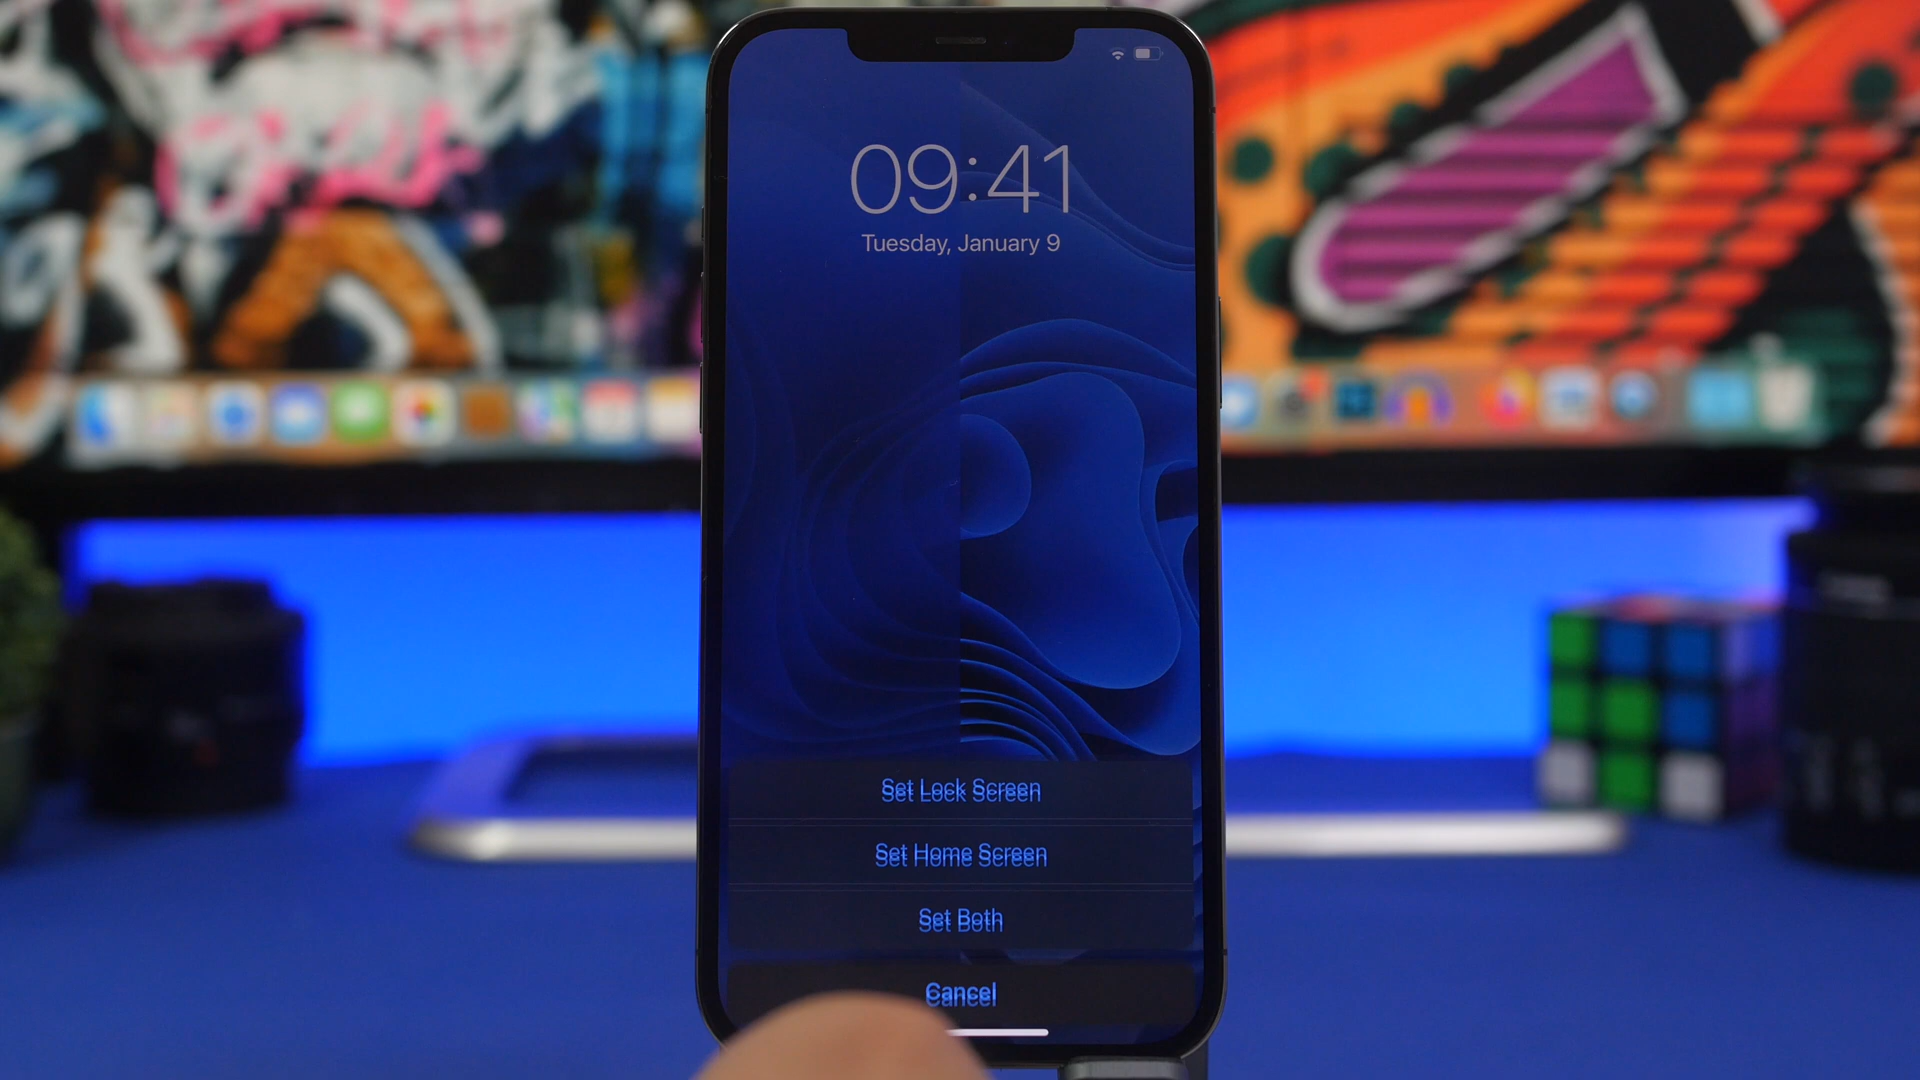 09:41
Tuesday, January 9
Set Lock Screen
Set Home Screen
Set Both
Cancel